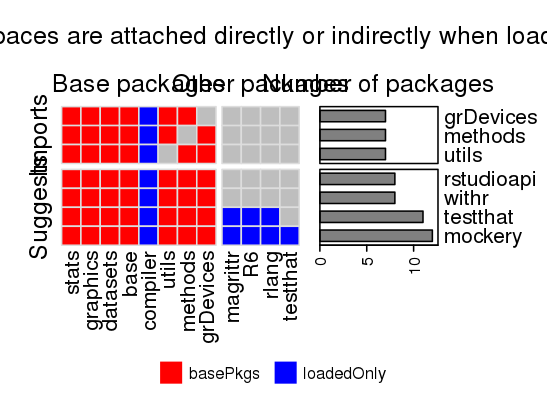 paces are attached directly or indirectly when load
Base packages Other packages Number of packages
Imports
Suggests
grDevices
methods
utils
rstudioapi
withr
testthat
mockery
0 5 10
stats
graphics
datasets
base
compiler
utils
methods
grDevices
magrittr
R6
rlang
testthat
basePkgs loadedOnly